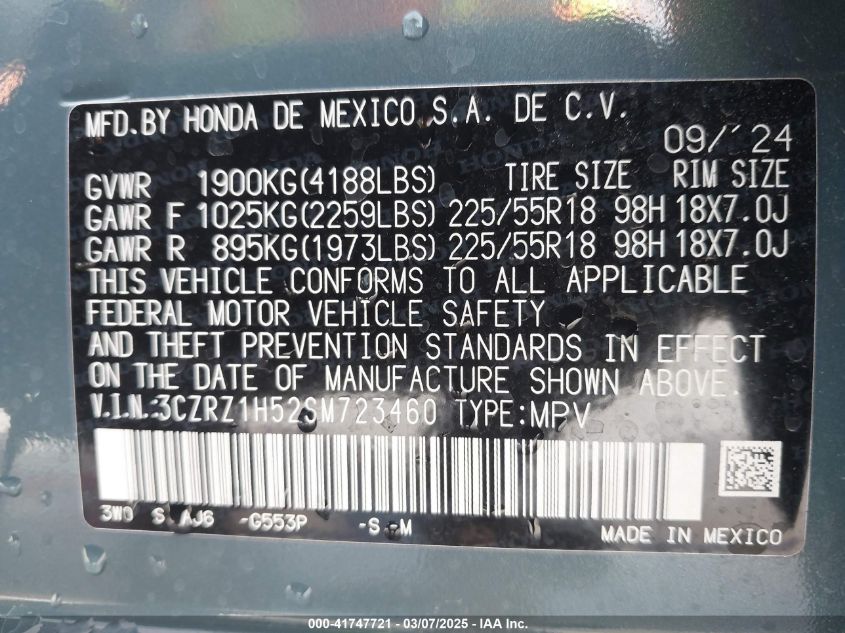 MFD.BY HONDA DE MEXICO S.A. DE C.V.
09/'24
GVWR 1900KG(4188LBS) TIRE SIZE RIM SIZE
GAWR F 1025KG(2259LBS) 225/55R18 98H 18X7.0J
GAWR R 895KG(1973LBS) 225/55R18 98H 18X7.0J
THIS VEHICLE CONFORMS TO ALL APPLICABLE
FEDERAL MOTOR VEHICLE SAFETY
AND THEFT PREVENTION STANDARDS IN EFFECT
ON THE DATE OF MANUFACTURE SHOWN ABOVE.
V.I.N.:3CZRZ1H52SM723460 TYPE:MPV
3W0 S AJ6 -G553P -S-M
MADE IN MEXICO
000-41747721 — 03/07/2025 — IAA Inc.